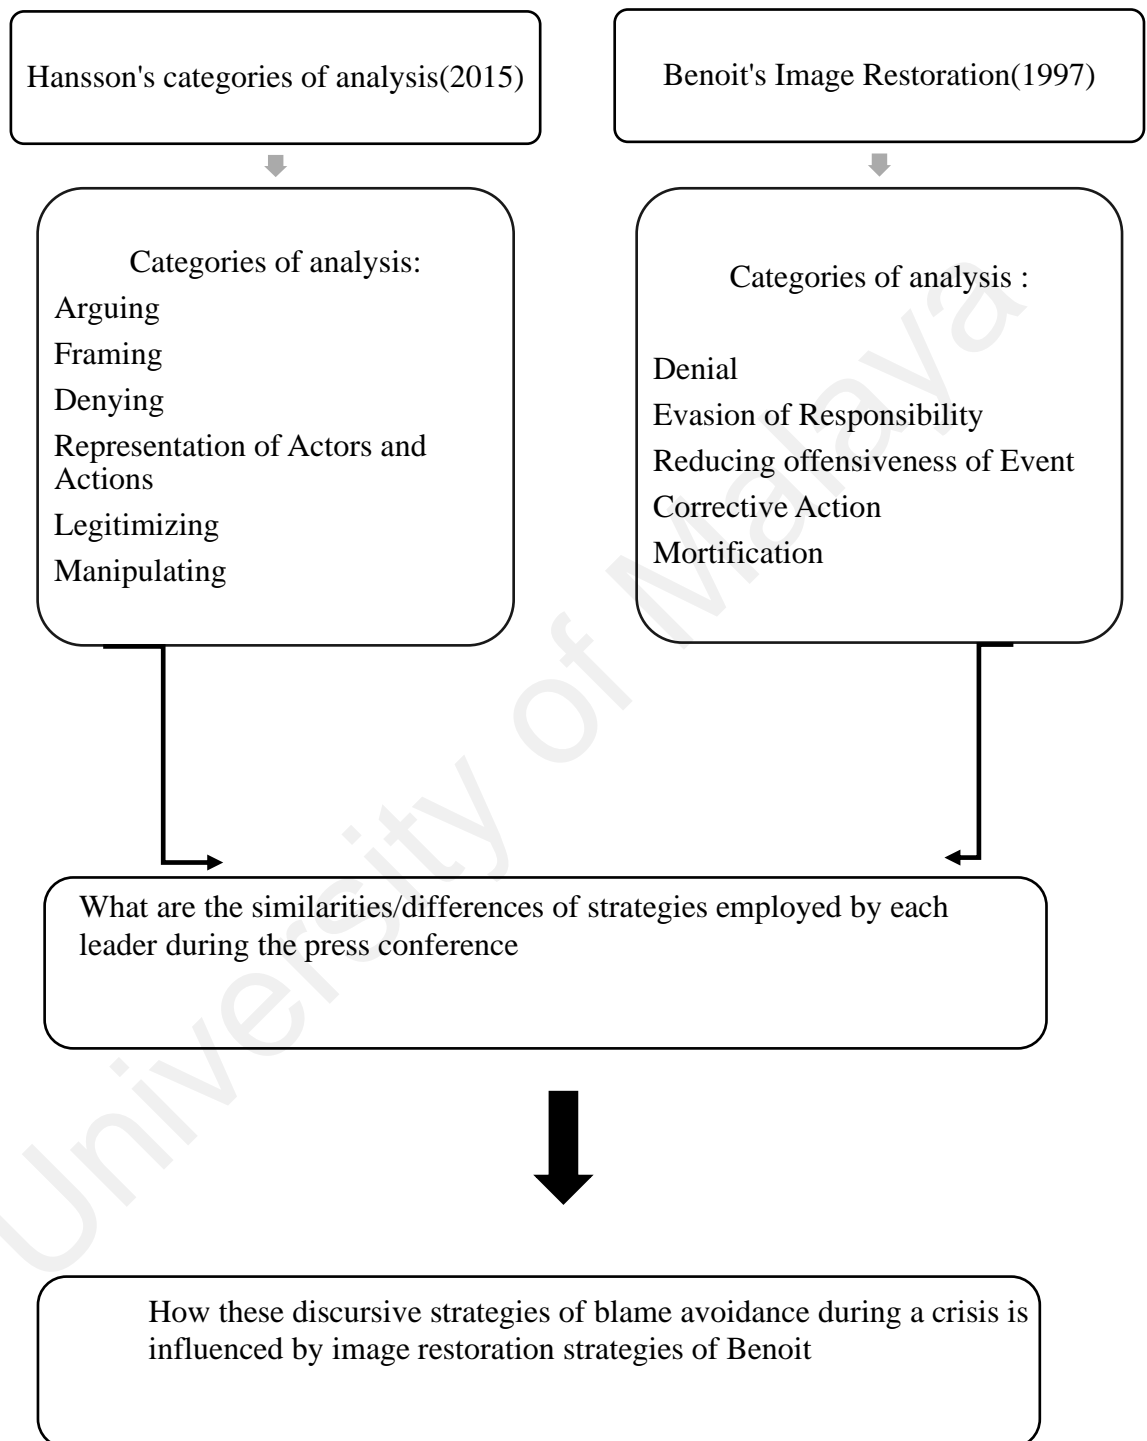 Hansson's categories of analysis(2015)
Benoit's Image Restoration(1997)
Categories of analysis:
Arguing
Framing
Denying
Representation of Actors and
Actions
Legitimizing
Manipulating
Categories of analysis :
Denial
Evasion of Responsibility
Reducing offensiveness of Event
Corrective Action
Mortification
What are the similarities/differences of strategies employed by each
leader during the press conference
How these discursive strategies of blame avoidance during a crisis is
influenced by image restoration strategies of Benoit
University of Malaya